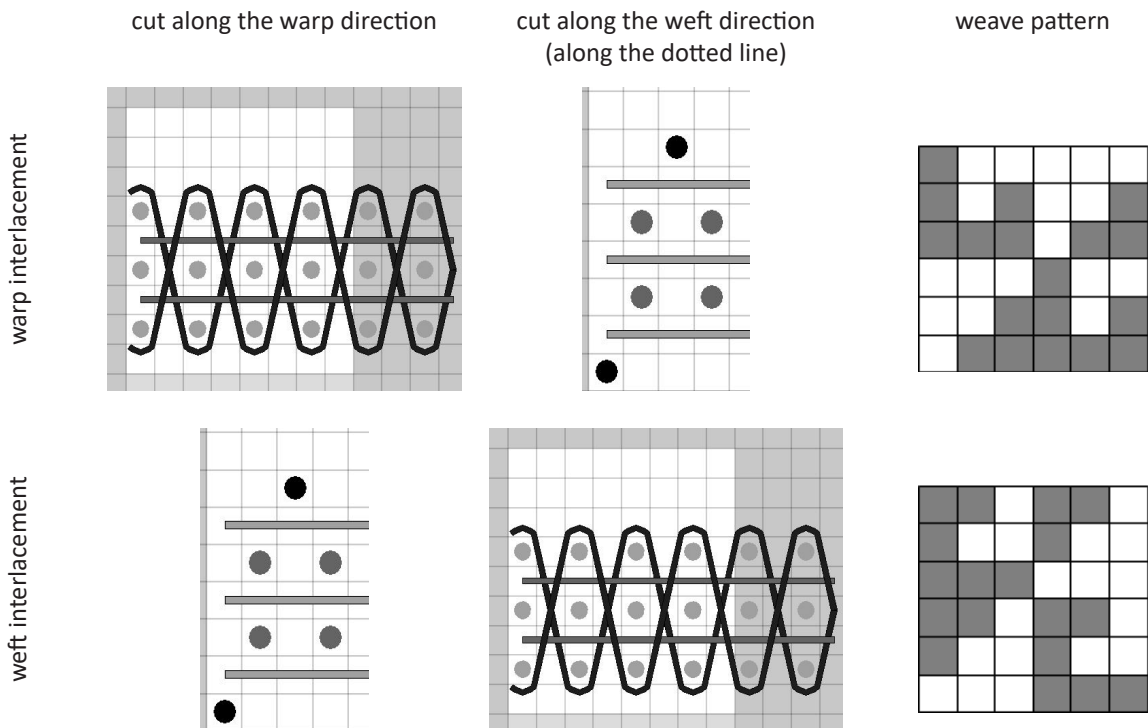 cut along the warp direction
cut along the weft direction
(along the dotted line)
weave pattern
warp interlacement
weft interlacement